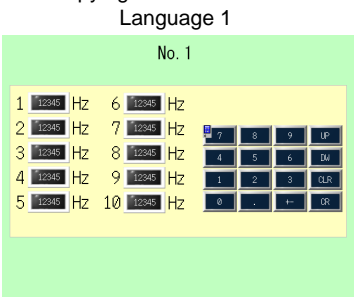 Language 1
No. 1
1 12345 Hz 6 12345 Hz
2 12345 Hz 7 12345 Hz
3 12345 Hz 8 12345 Hz
4 12345 Hz 9 12345 Hz
5 12345 Hz 10 12345 Hz
7 8 9 UP
4 5 6 DW
1 2 3 CLR
0 . +- CR